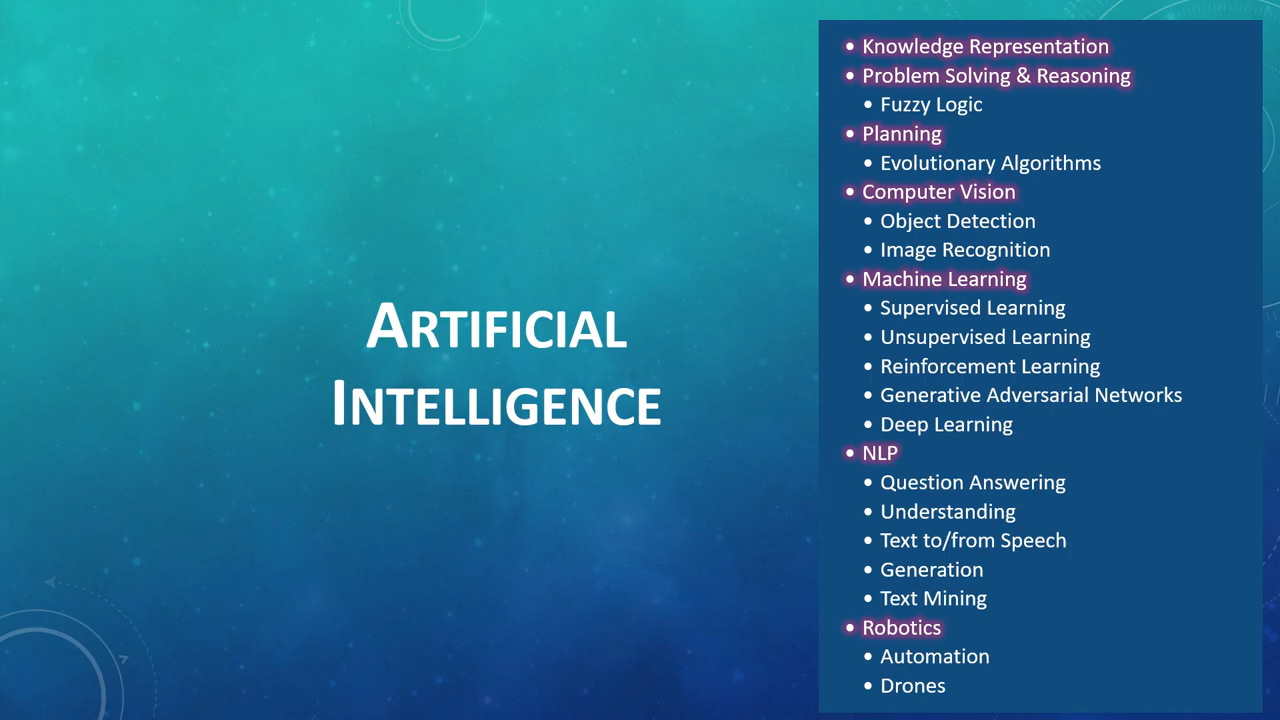 ARTIFICIAL
INTELLIGENCE
• Knowledge Representation
• Problem Solving & Reasoning
• Fuzzy Logic
• Planning
• Evolutionary Algorithms
• Computer Vision
• Object Detection
• Image Recognition
• Machine Learning
• Supervised Learning
• Unsupervised Learning
• Reinforcement Learning
• Generative Adversarial Networks
• Deep Learning
• NLP
• Question Answering
• Understanding
• Text to/from Speech
• Generation
• Text Mining
• Robotics
• Automation
• Drones